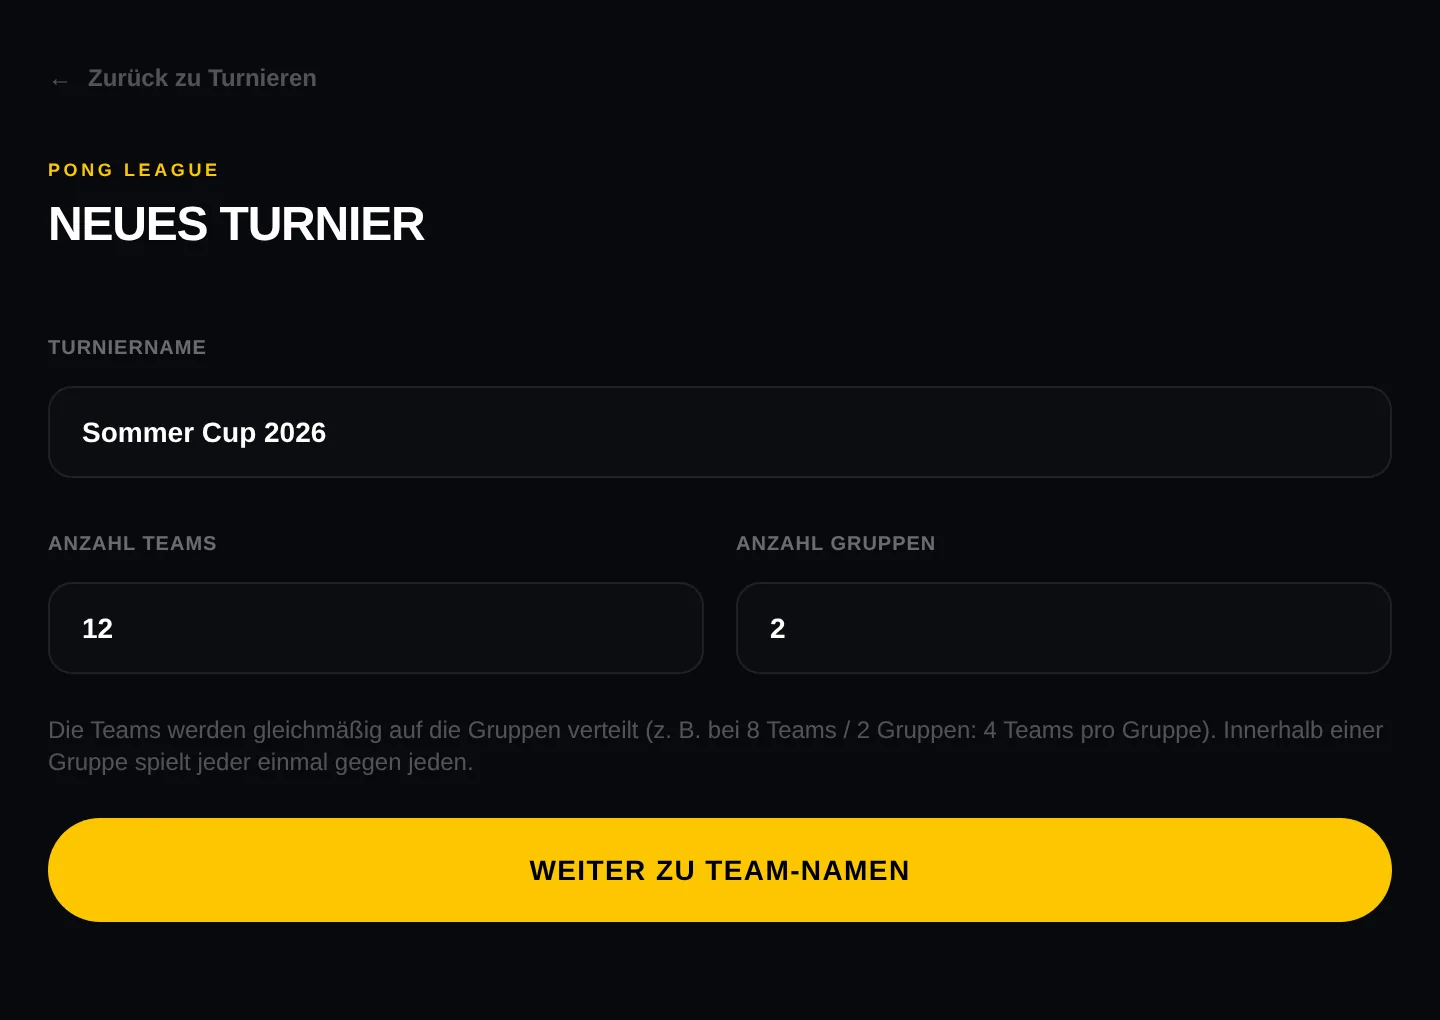 ← Zurück zu Turnieren
PONG LEAGUE
NEUES TURNIER
TURNIERNAME
Sommer Cup 2026
ANZAHL TEAMS
ANZAHL GRUPPEN
12
2
Die Teams werden gleichmäßig auf die Gruppen verteilt (z. B. bei 8 Teams / 2 Gruppen: 4 Teams pro Gruppe). Innerhalb einer
Gruppe spielt jeder einmal gegen jeden.
WEITER ZU TEAM-NAMEN